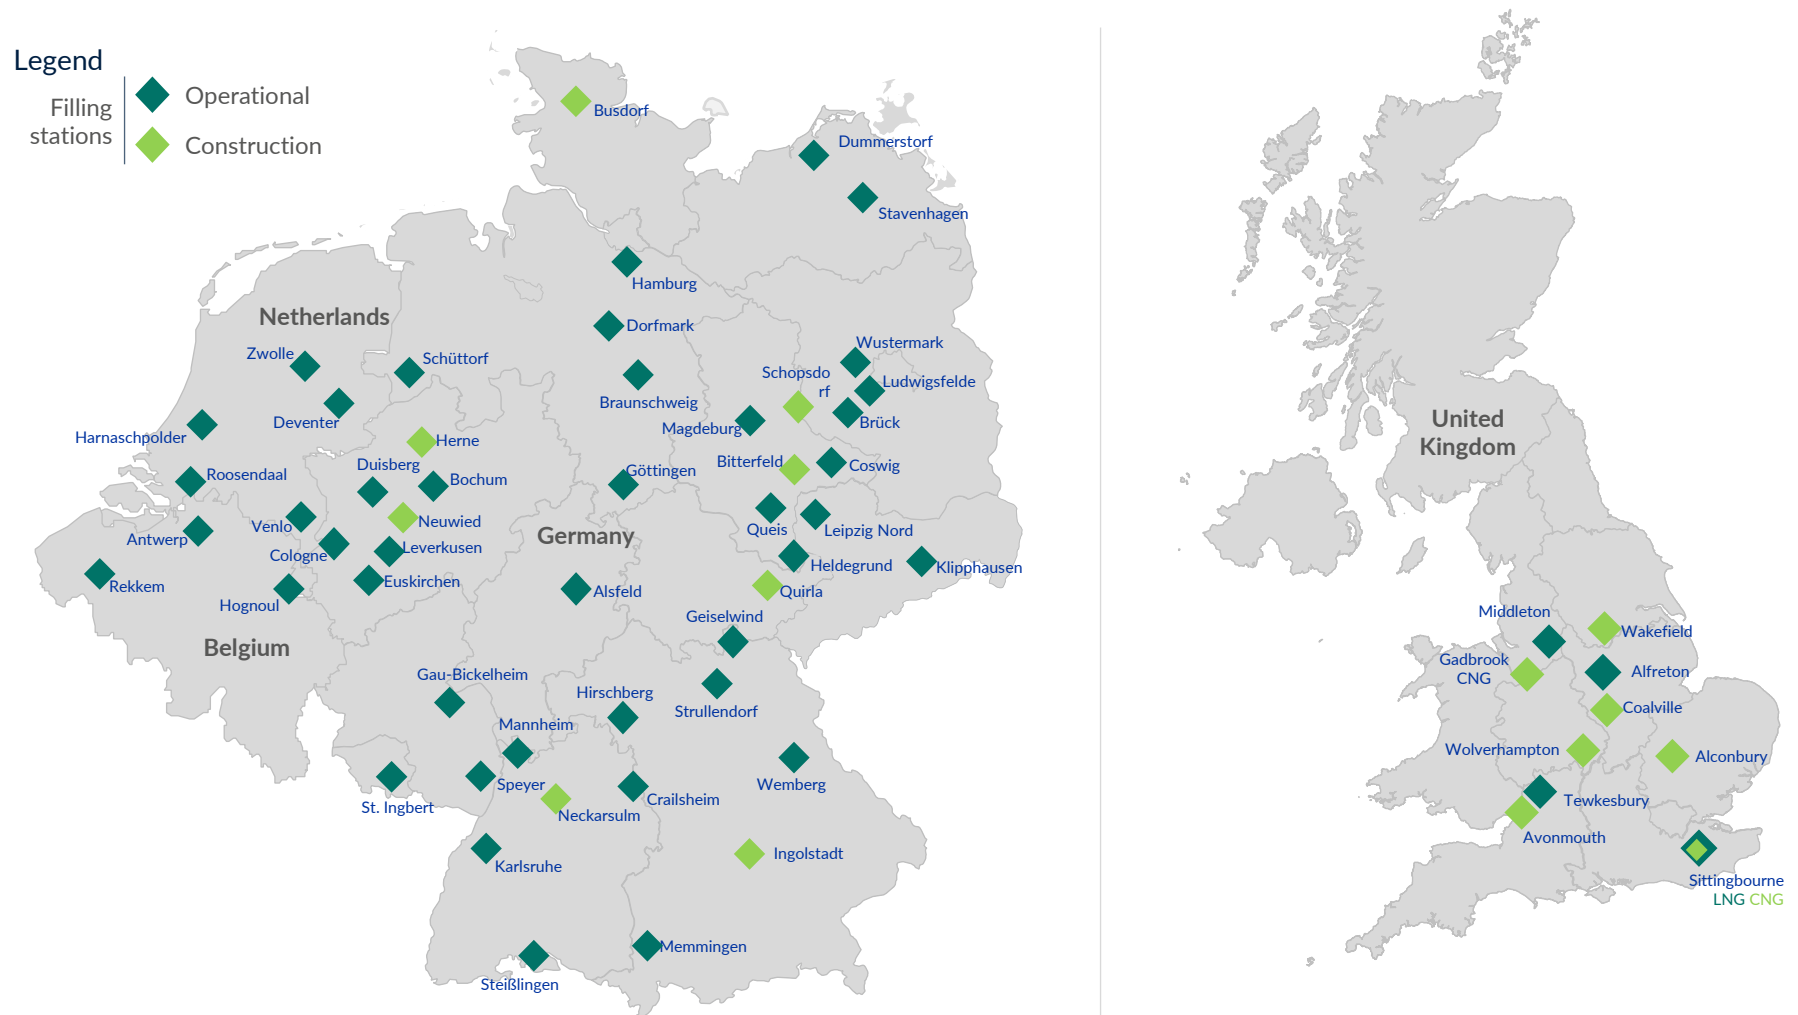 Legend
Filling
stations
Operational
Construction
Busdorf
Dummerstorf
Stavenhagen
Hamburg
Netherlands
Dorfmark
Zwolle
Schüttorf
Wustermark
Schopsdo
rf
Ludwigsfelde
Braunschweig
Deventer
Brück
Magdeburg
Harnaschpolder
Herne
Duisberg
Bitterfeld
Coswig
Göttingen
Roosendaal
Bochum
Neuwied
Venlo
Queis
Leipzig Nord
Antwerp
Germany
Cologne
Leverkusen
Heldegrund
Klipphausen
Rekkem
Euskirchen
Hognoul
Alsfeld
Quirla
Geiselwind
Belgium
Gau-Bickelheim
Hirschberg
Strullendorf
Mannheim
Speyer
Wemberg
St. Ingbert
Crailsheim
Neckarsulm
Karlsruhe
Ingolstadt
Memmingen
Steißlingen
United
Kingdom
Middleton
Wakefield
Gadbrook
CNG
Alfreton
Coalville
Wolverhampton
Alconbury
Tewkesbury
Avonmouth
Sittingbourne
LNG CNG